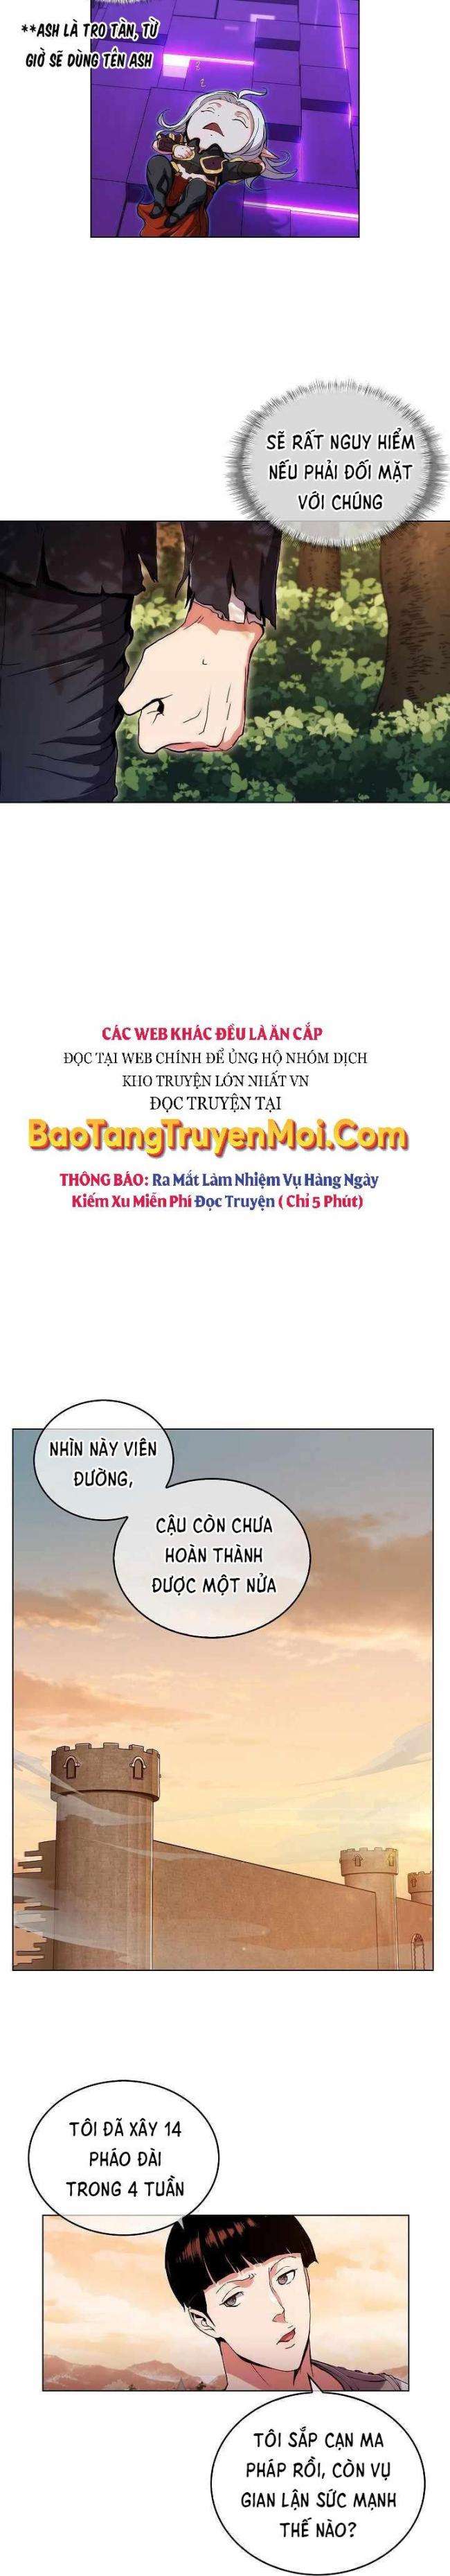 **ASH LÀ TRO TÀN, TỪ
GIỜ SẼ DÙNG TÊN ASH
SẼ RẤT NGUY HIỂM
NẾU PHẢI ĐỐI MẶT
VỚI CHÚNG
CÁC WEB KHÁC ĐỀU LÀ ĂN CẮP
ĐỌC TẠI WEB CHÍNH ĐỂ ỦNG HỘ NHÓM DỊCH
KHO TRUYỆN LỚN NHẤT VN
ĐỌC TRUYỆN TẠI
BaoTangTruyenMoi.Com
THÔNG BÁO: Ra Mắt Làm Nhiệm Vụ Hàng Ngày
Kiếm Xu Miễn Phí Đọc Truyện ( Chỉ 5 Phút)
NHÌN NÀY VIÊN
ĐƯỜNG,
CẬU CÒN CHƯA
HOÀN THÀNH
ĐƯỢC MỘT NỬA
TÔI ĐÃ XÂY 14
PHÁO ĐÀI
TRONG 4 TUẦN
TÔI SẮP CẠN MA
PHÁP RỒI, CÒN VỤ
GIAN LẬN SỨC MẠNH
THẾ NÀO?